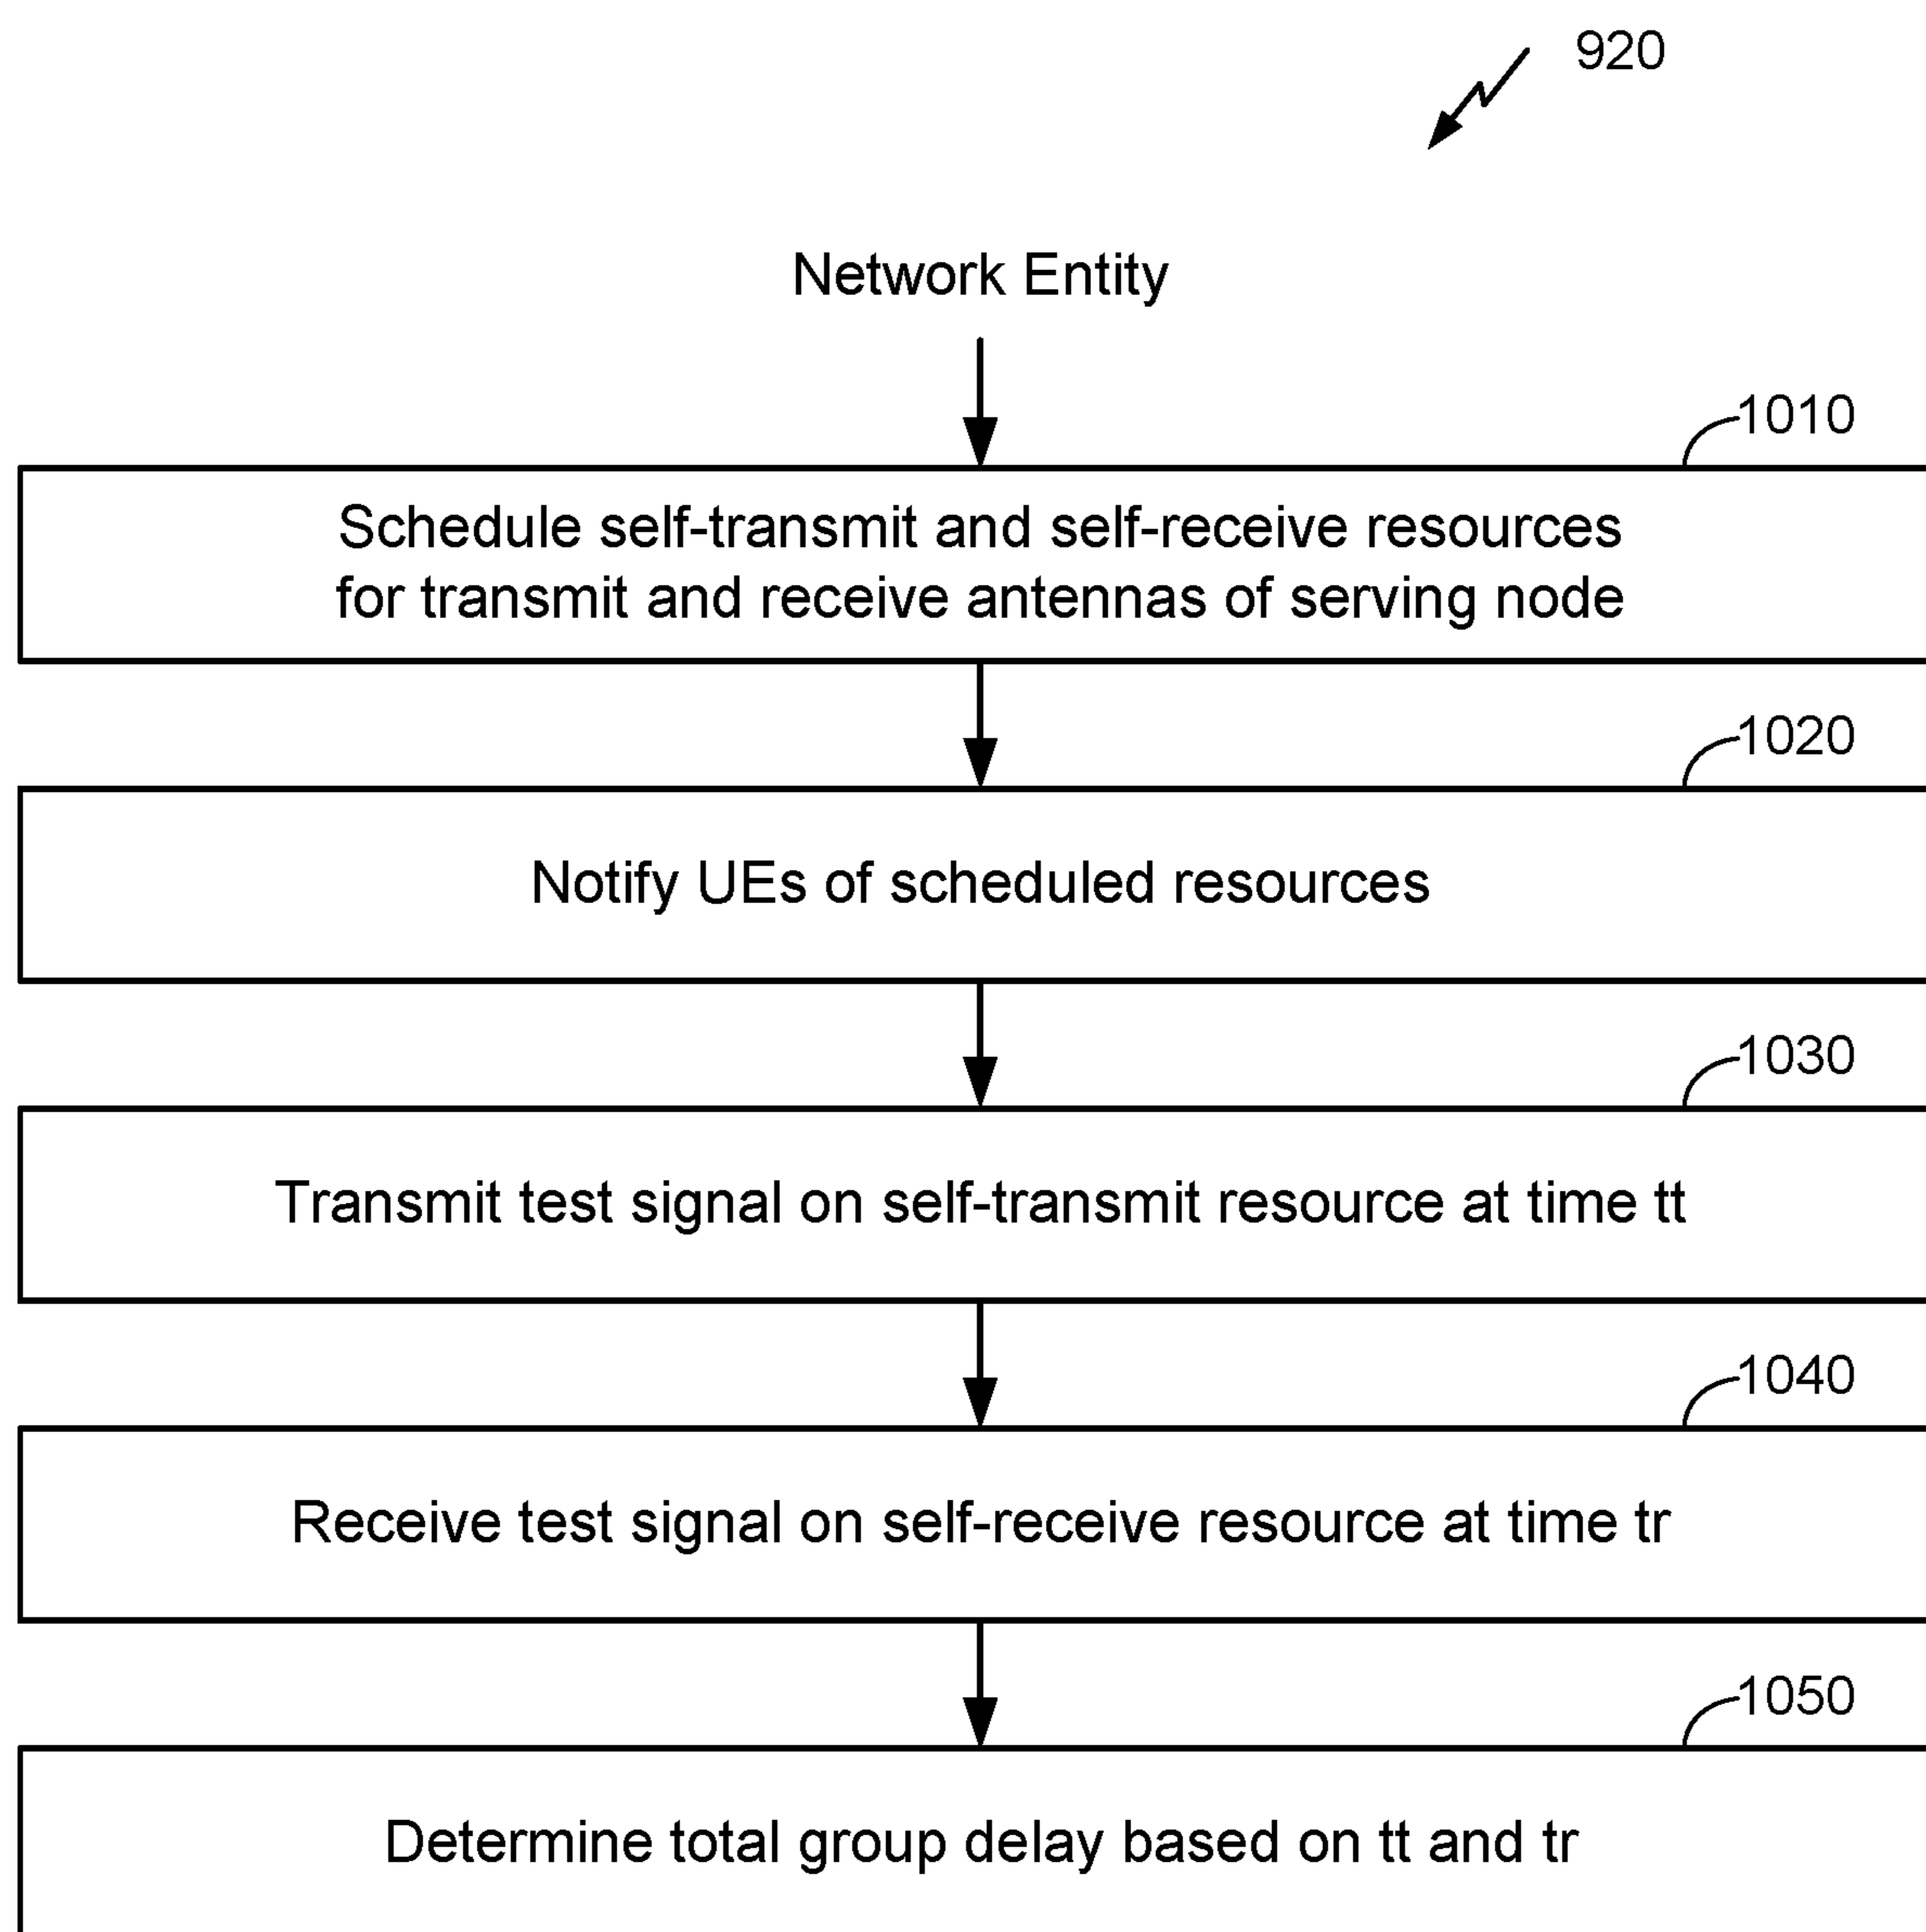 920
Network Entity
1010
Schedule self-transmit and self-receive resources
for transmit and receive antennas of serving node
1020
Notify UEs of scheduled resources
1030
Transmit test signal on self-transmit resource at time tt
1040
Receive test signal on self-receive resource at time tr
1050
Determine total group delay based on tt and tr